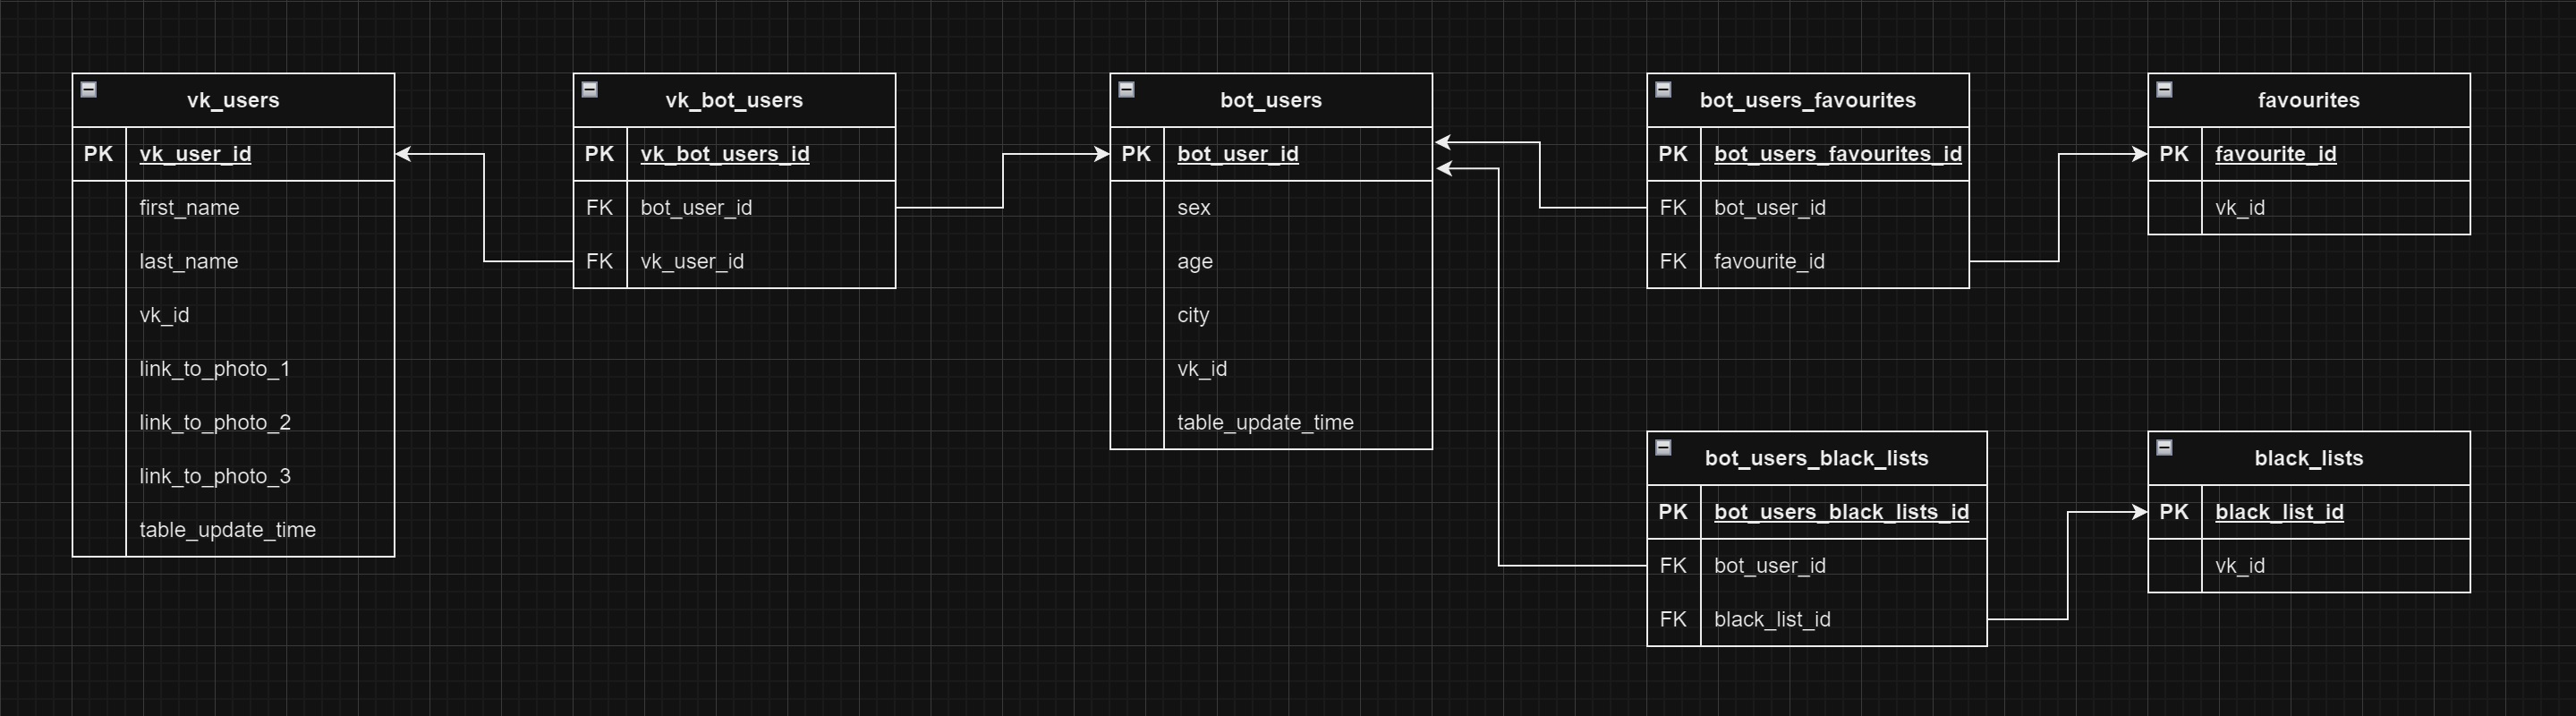 vk_users
PK vk_user_id
first_name
last_name
vk_id
link_to_photo_1
link_to_photo_2
link_to_photo_3
table_update_time
vk_bot_users
PK vk_bot_users_id
FK bot_user_id
FK vk_user_id
bot_users
PK bot_user_id
sex
age
city
vk_id
table_update_time
bot_users_favourites
PK bot_users_favourites_id
FK bot_user_id
FK favourite_id
favourites
PK favourite_id
vk_id
bot_users_black_lists
PK bot_users_black_lists_id
FK bot_user_id
FK black_list_id
black_lists
PK black_list_id
vk_id